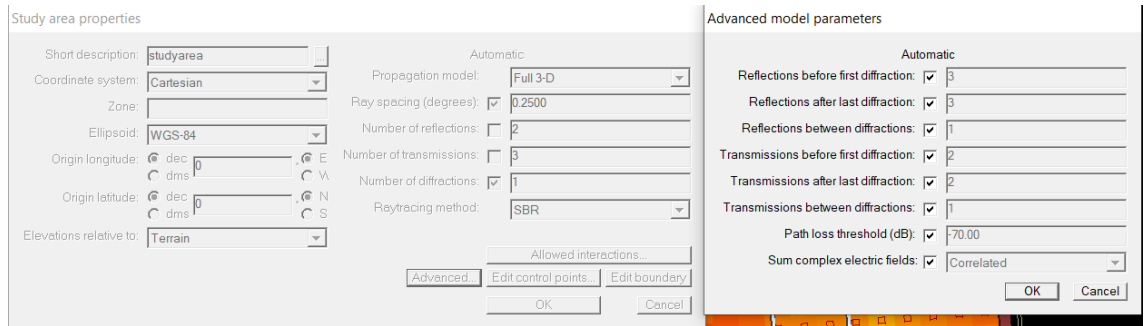 Study area properties
Short description: studyarea ...
Coordinate system: Cartesian
Zone:
Ellipsoid: WGS-84
Origin longitude: dec 0 . E
dms W
Origin latitude: dec 0 . N
dms S
Elevations relative to: Terrain
Automatic
Propagation model: Full 3-D
Ray spacing (degrees): 0.2500
Number of reflections: 2
Number of transmissions: 3
Number of diffractions: 1
Raytracing method: SBR
Allowed interactions...
Advanced... Edit control points... Edit boundary
OK Cancel
Advanced model parameters
Automatic
Reflections before first diffraction: 3
Reflections after last diffraction: 3
Reflections between diffractions: 1
Transmissions before first diffraction: 2
Transmissions after last diffraction: 2
Transmissions between diffractions: 1
Path loss threshold (dB): -70.00
Sum complex electric fields: Correlated
OK Cancel